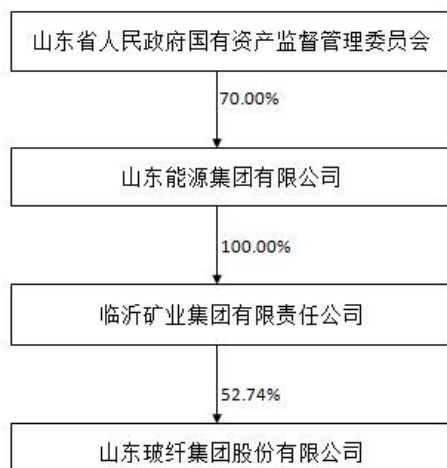 山东省人民政府国有资产监督管理委员会
70.00%
山东能源集团有限公司
100.00%
临沂矿业集团有限责任公司
52.74%
山东玻纤集团股份有限公司